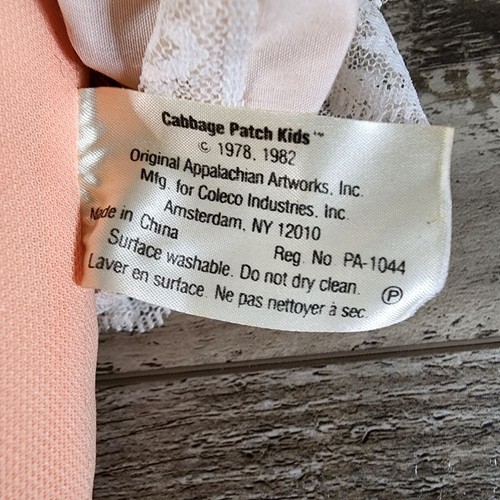 Cabbage Patch Kids™
© 1978, 1982
Original Appalachian Artworks, Inc.
Mfg. for Coleco Industries, Inc.
Amsterdam, NY 12010
Made in China
Reg. No PA-1044
Surface washable. Do not dry clean.
Laver en surface. Ne pas nettoyer à sec.
P